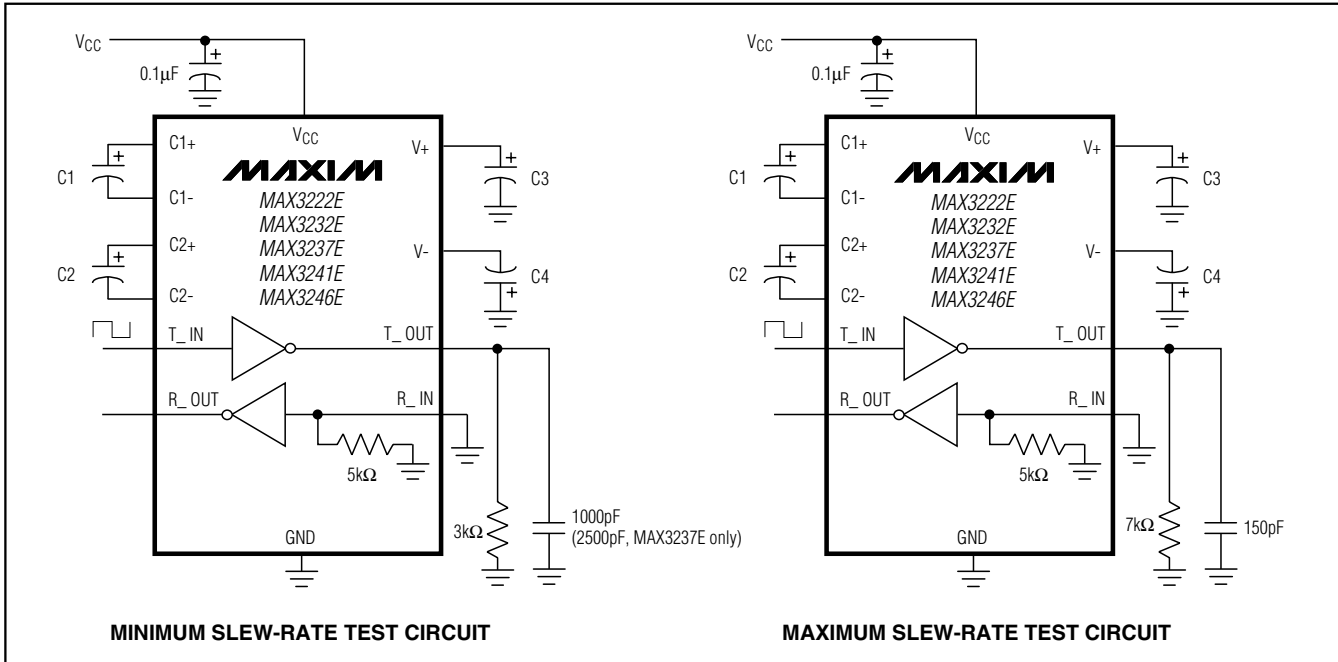 VCC
+
0.1µF
VCC
C1+
V+
+
C1
+
C3
C1-
MAXIM
MAX3222E
MAX3232E
C2+
MAX3237E
V-
+
C2
MAX3241E
C4
C2-
MAX3246E
+
T_ IN
T_ OUT
R_ OUT
R_ IN
5kΩ
3kΩ
1000pF
(2500pF, MAX3237E only)
GND
MINIMUM SLEW-RATE TEST CIRCUIT
VCC
+
0.1µF
VCC
C1+
V+
+
C1
+
C3
C1-
MAXIM
MAX3222E
MAX3232E
C2+
MAX3237E
V-
+
C2
MAX3241E
C4
C2-
MAX3246E
+
T_ IN
T_ OUT
R_ OUT
R_ IN
5kΩ
7kΩ
150pF
GND
MAXIMUM SLEW-RATE TEST CIRCUIT